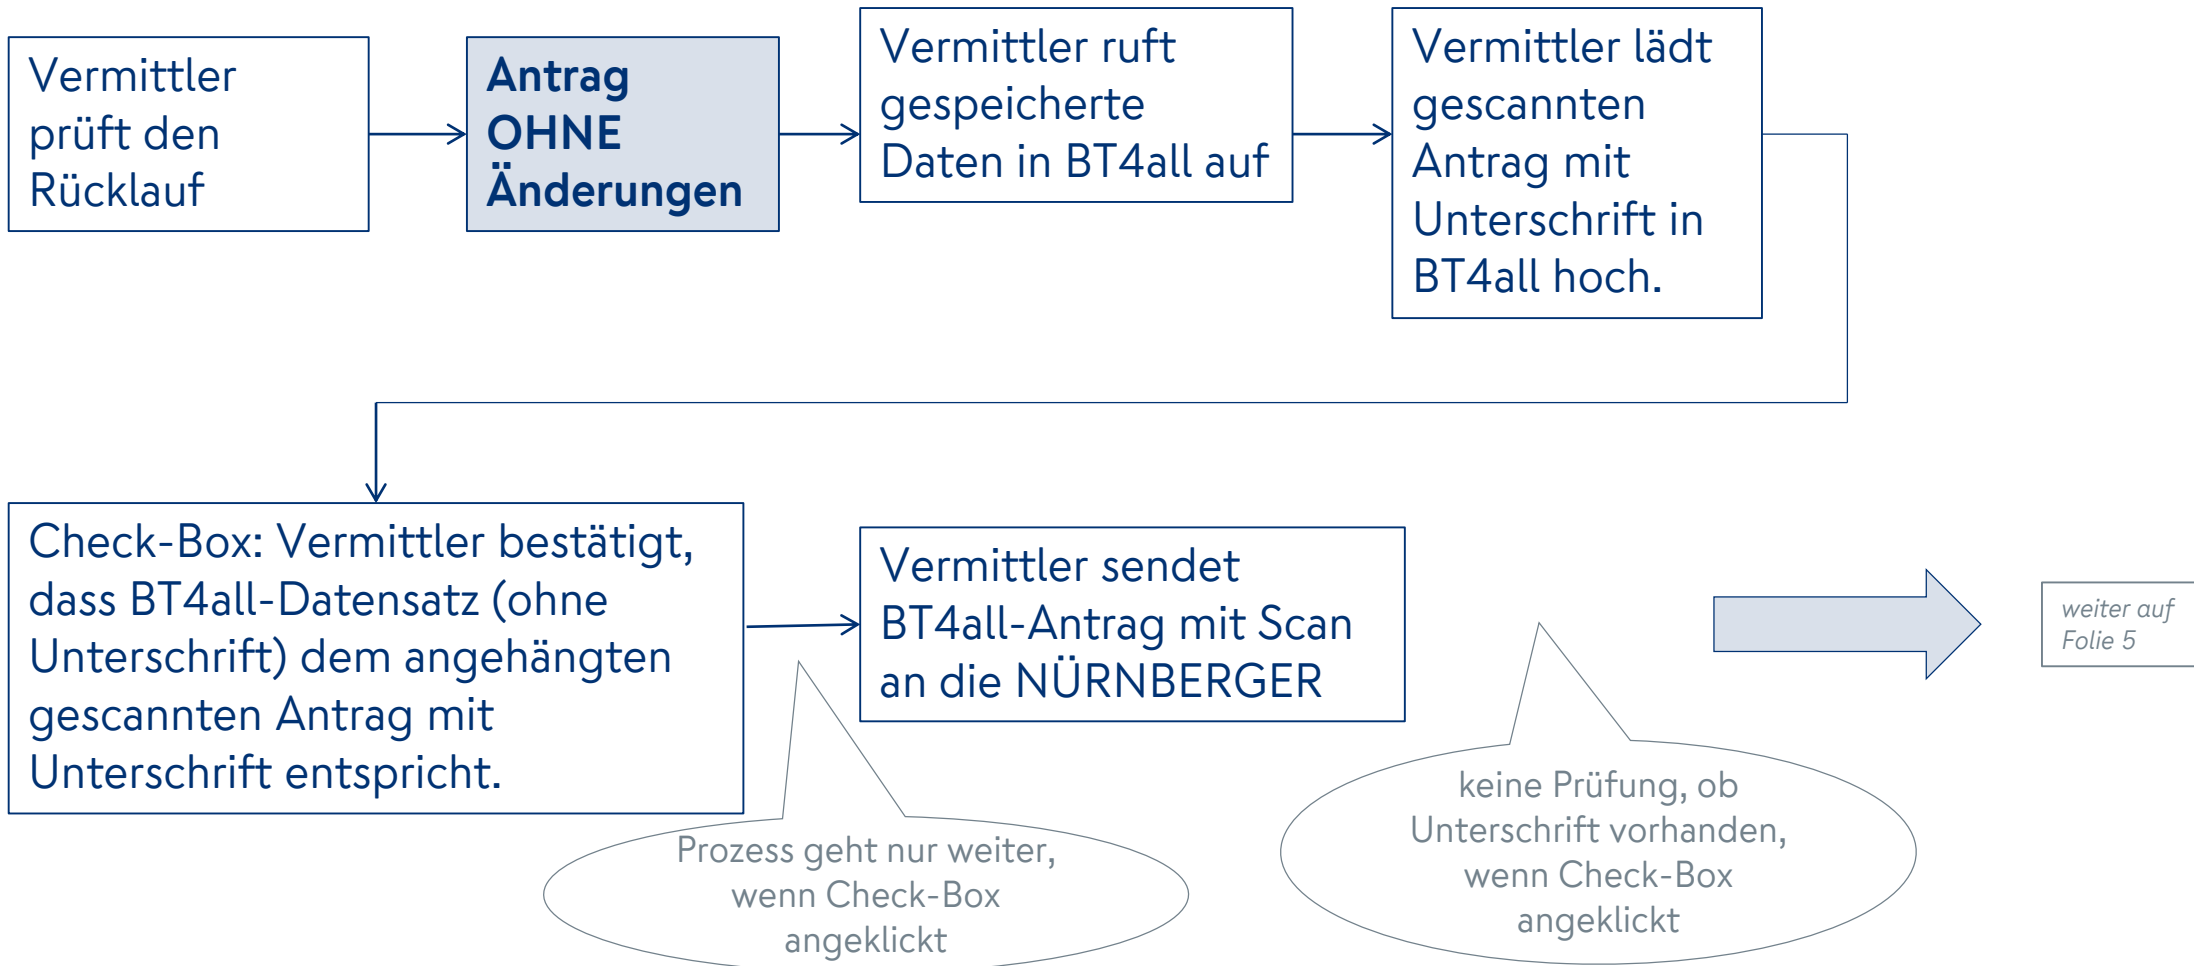 Vermittler
prüft den
Rücklauf
Antrag
OHNE
Änderungen
Vermittler ruft
gespeicherte
Daten in BT4all auf
Vermittler lädt
gescannten
Antrag mit
Unterschrift in
BT4all hoch.
Check-Box: Vermittler bestätigt,
dass BT4all-Datensatz (ohne
Unterschrift) dem angehängten
gescannten Antrag mit
Unterschrift entspricht.
Vermittler sendet
BT4all-Antrag mit Scan
an die NÜRNBERGER
weiter auf
Folie 5
Prozess geht nur weiter,
wenn Check-Box
angeklickt
keine Prüfung, ob
Unterschrift vorhanden,
wenn Check-Box
angeklickt